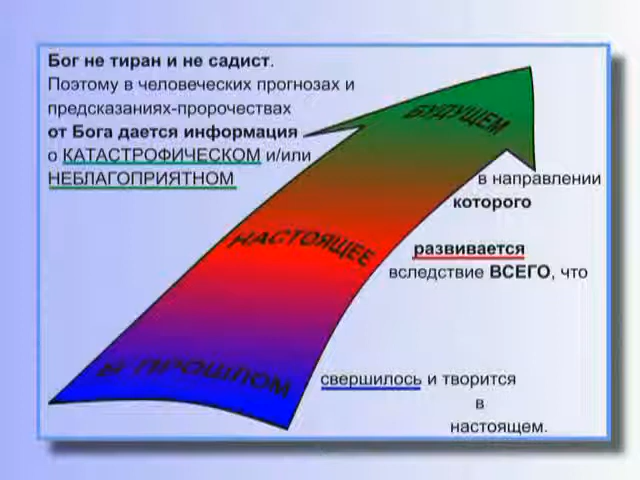 Бог не тиран и не садист.
Поэтому в человеческих прогнозах и
предсказаниях-пророчествах
от Бога дается информация
о КАТАСТРОФИЧЕСКОМ и/или
НЕБЛАГОПРИЯТНОМ
БУДУЩЕМ
в направлении
которого
НАСТОЯЩЕЕ
развивается
вследствие ВСЕГО, что
В ПРОШЛОМ
свершилось и творится
в
настоящем.